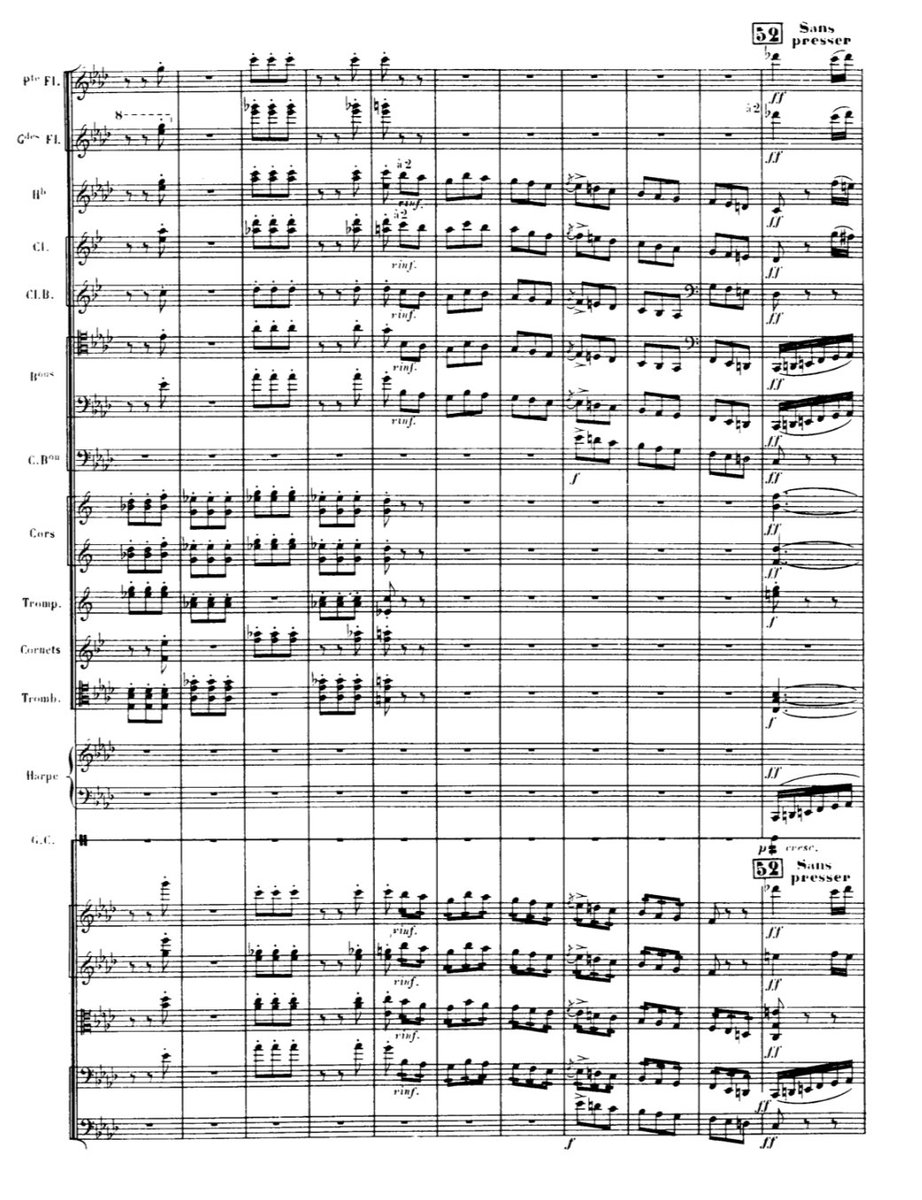 52 Sans
presser
Pte Fl.
ff
8
à 2
Gdes Fl.
ff
à 2
Hb
rinf.
ff
à 2
Cl.
rinf.
ff
Cl.B.
rinf.
ff
Bons
rinf.
ff
rinf.
ff
C.Bon
f
ff
Cors
ff
ff
Tromp.
f
Cornets
Tromb.
f
Harpe
ff
G.C.
p cresc.
52 Sans
presser
rinf.
ff
rinf.
ff
rinf.
ff
rinf.
ff
f
ff